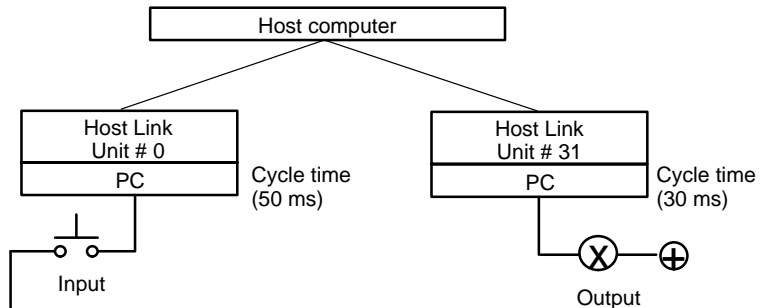 Host computer
Host Link
Unit # 0
PC
Cycle time
(50 ms)
Input
Host Link
Unit # 31
PC
Cycle time
(30 ms)
X
Output